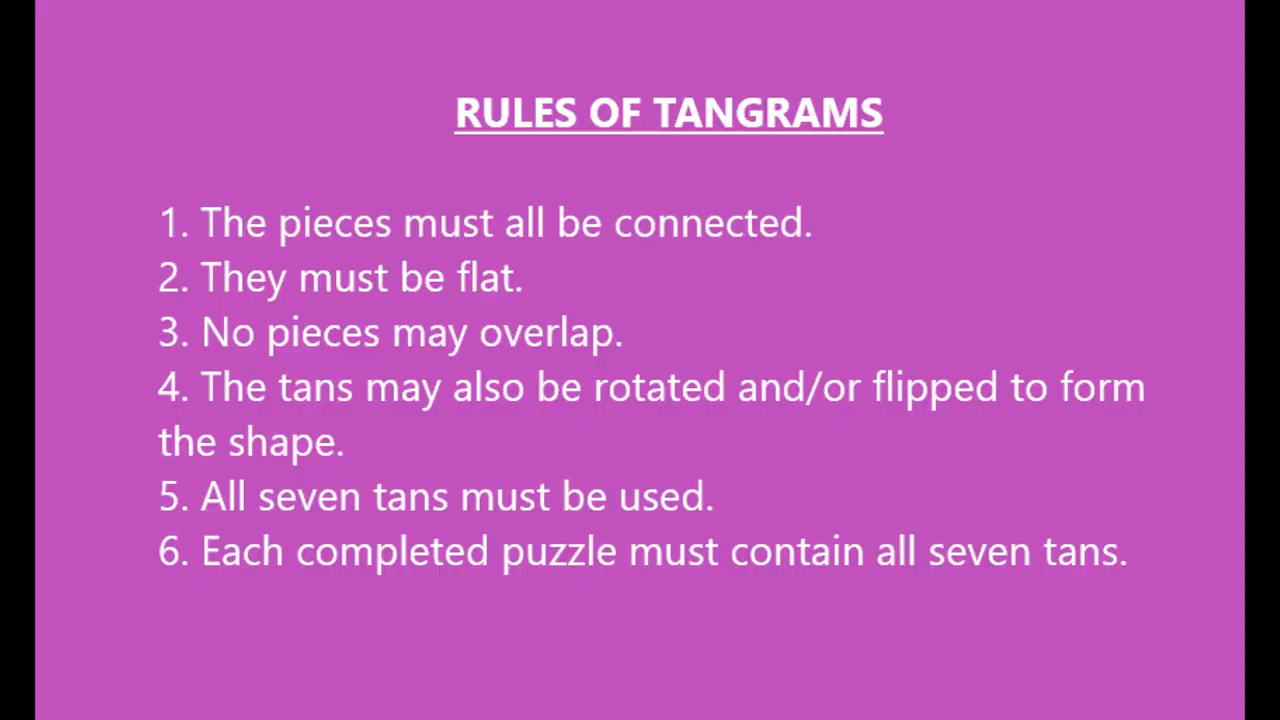 RULES OF TANGRAMS
1. The pieces must all be connected.
2. They must be flat.
3. No pieces may overlap.
4. The tans may also be rotated and/or flipped to form
the shape.
5. All seven tans must be used.
6. Each completed puzzle must contain all seven tans.